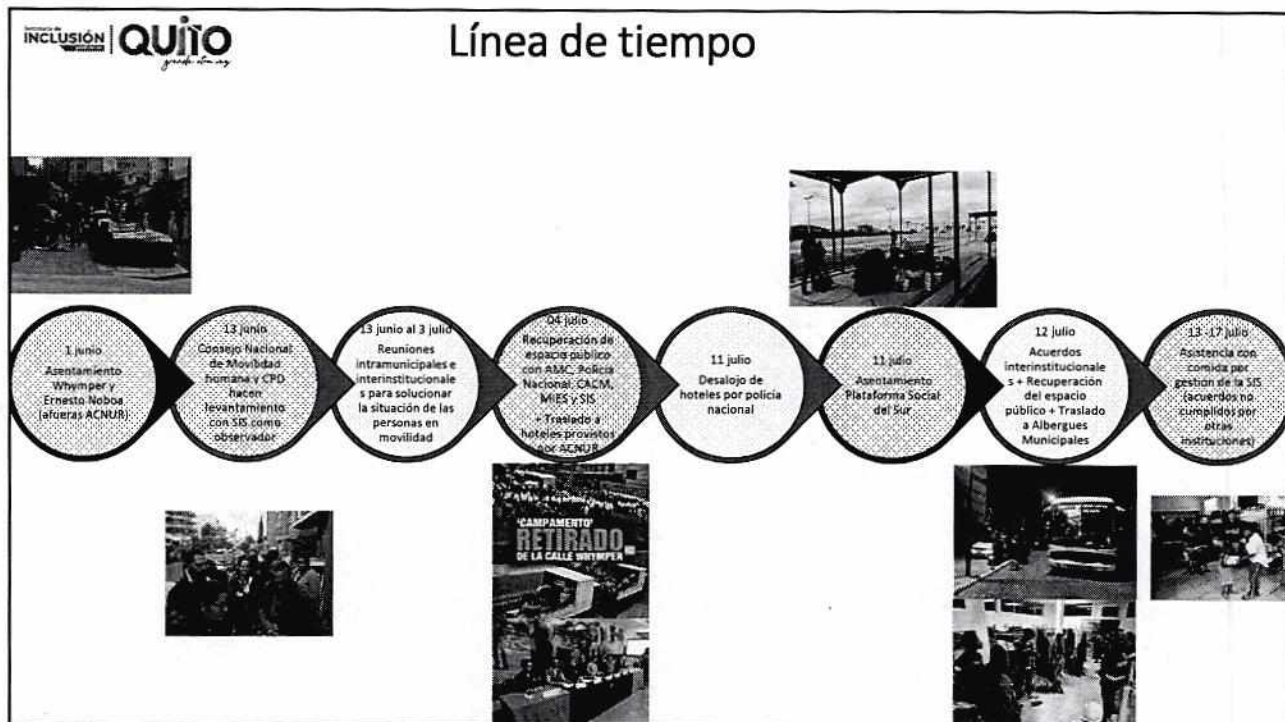 Secretaría de
INCLUSIÓN
QUITO
grande otra vez
Línea de tiempo
1 junio
Asentamiento
Whymper y
Ernesto Noboa
(afueras ACNUR)
13 junio
Consejo Nacional
de Movilidad
humana y CPD
hacen
levantamiento
con SIS como
observador
13 junio al 3 julio
Reuniones
intramunicipales e
interinstitucionale
s para solucionar
la situación de las
personas en
movilidad
04 julio
Recuperación de
espacio público
con AMC, Policía
Nacional, CACM,
MIES y SIS
+ Traslado a
hoteles provistos
por ACNUR
11 julio
Desalojo de
hoteles por policía
nacional
11 julio
Asentamiento
Plataforma Social
del Sur
12 julio
Acuerdos
interinstitucionale
s + Recuperación
del espacio
público + Traslado
a Albergues
Municipales
13 -17 julio
Asistencia con
comida por
gestión de la SIS
(acuerdos no
cumplidos por
otras
instituciones)
'CAMPAMENTO'
RETIRADO
DE LA CALLE WHYMPER